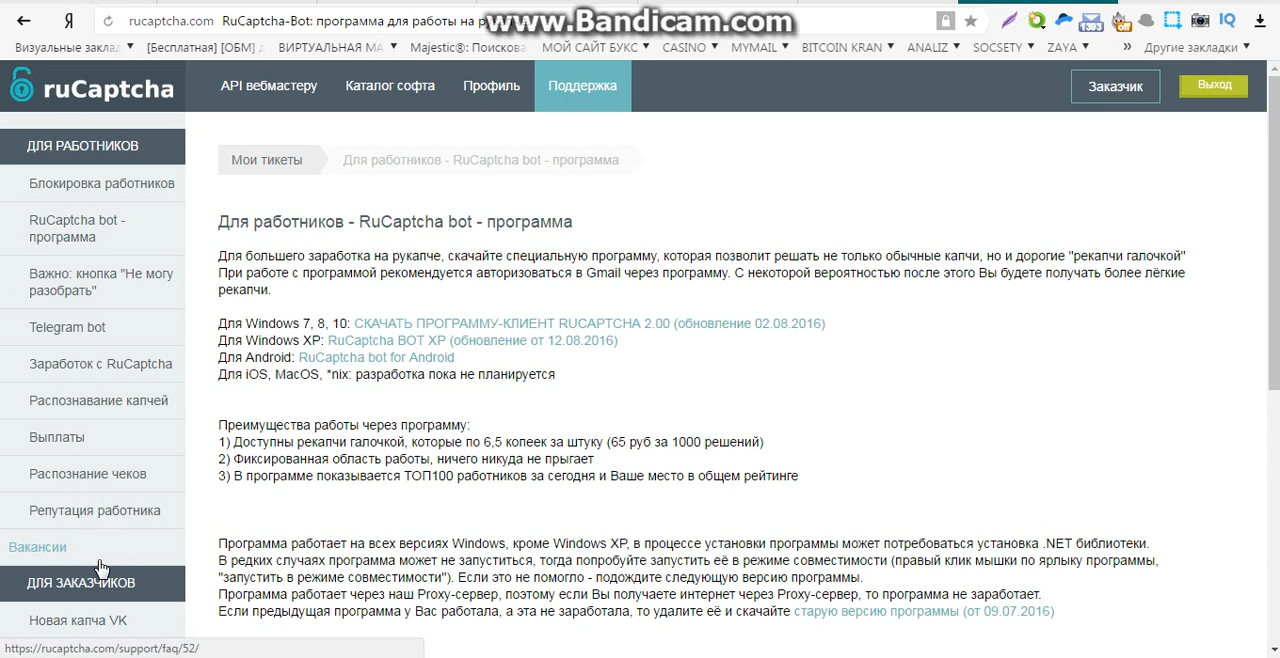 Я
rucaptcha.com RuCaptcha-Bot: программа для работы на
www.Bandicam.com
1393
off
IQ
Визуальные заклад
[Бесплатная] [ОБМ]
ВИРТУАЛЬНАЯ МА
Majestic®: Поискова
МОЙ САЙТ БУКС
CASINO
MYMAIL
BITCOIN KRAN
ANALIZ
SOCSETY
ZAYA
»
Другие закладки
ruCaptcha
API вебмастеру
Каталог софта
Профиль
Поддержка
Заказчик
Выход
ДЛЯ РАБОТНИКОВ
Блокировка работников
RuCaptcha bot -
программа
Важно: кнопка "Не могу
разобрать"
Telegram bot
Заработок с RuCaptcha
Распознавание капчей
Выплаты
Распознание чеков
Репутация работника
Вакансии
ДЛЯ ЗАКАЗЧИКОВ
Новая капча VK
https://rucaptcha.com/support/faq/52/
Мои тикеты
Для работников - RuCaptcha bot - программа
Для работников - RuCaptcha bot - программа
Для большего заработка на рукапче, скачайте специальную программу, которая позволит решать не только обычные капчи, но и дорогие "рекапчи галочкой"
При работе с программой рекомендуется авторизоваться в Gmail через программу. С некоторой вероятностью после этого Вы будете получать более лёгкие
рекапчи.
Для Windows 7, 8, 10: СКАЧАТЬ ПРОГРАММУ-КЛИЕНТ RUCAPTCHA 2.00 (обновление 02.08.2016)
Для Windows XP: RuCaptcha BOT XP (обновление от 12.08.2016)
Для Android: RuCaptcha bot for Android
Для iOS, MacOS, *nix: разработка пока не планируется
Преимущества работы через программу:
1) Доступны рекапчи галочкой, которые по 6,5 копеек за штуку (65 руб за 1000 решений)
2) Фиксированная область работы, ничего никуда не прыгает
3) В программе показывается ТОП100 работников за сегодня и Ваше место в общем рейтинге
Программа работает на всех версиях Windows, кроме Windows XP, в процессе установки программы может потребоваться установка .NET библиотеки.
В редких случаях программа может не запуститься, тогда попробуйте запустить её в режиме совместимости (правый клик мышки по ярлыку программы,
"запустить в режиме совместимости"). Если это не помогло - подождите следующую версию программы.
Программа работает через наш Proxy-сервер, поэтому если Вы получаете интернет через Proxy-сервер, то программа не заработает.
Если предыдущая программа у Вас работала, а эта не заработала, то удалите её и скачайте старую версию программы (от 09.07.2016)